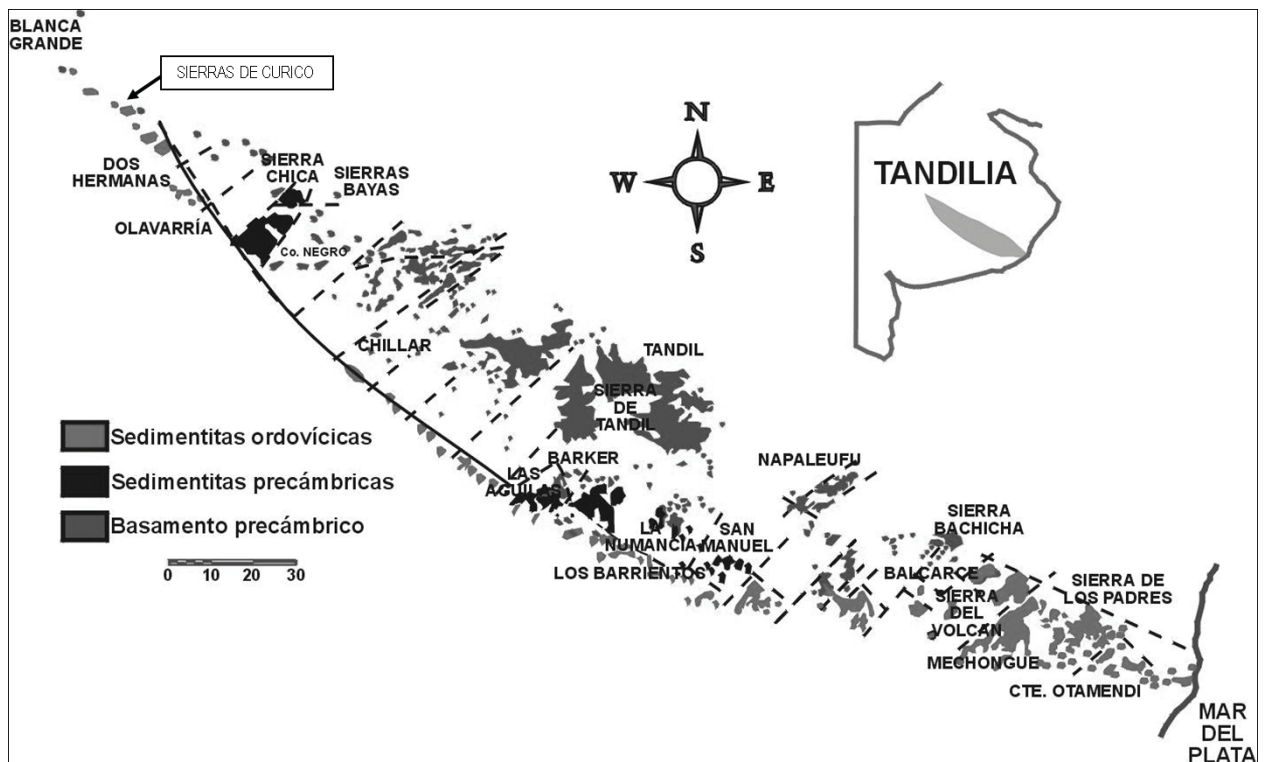 BLANCA
GRANDE
SIERRAS DE CURICO
DOS
HERMANAS
SIERRA
CHICA
SIERRAS
BAYAS
OLAVARRÍA
Co. NEGRO
N
W
E
S
TANDILIA
CHILLAR
TANDIL
SIERRA
DE
TANDIL
Sedimentitas ordovícicas
Sedimentitas precámbricas
Basamento precámbrico
0 10 20 30
BARKER
LAS
AGUILAS
NAPALEUFU
LA
NUMANCIA
SAN
MANUEL
LOS BARRIENTOS
SIERRA
BACHICHA
BALCARCE
SIERRA
DEL
VOLCAN
SIERRA DE
LOS PADRES
MECHONGUE
CTE. OTAMENDI
MAR
DEL
PLATA